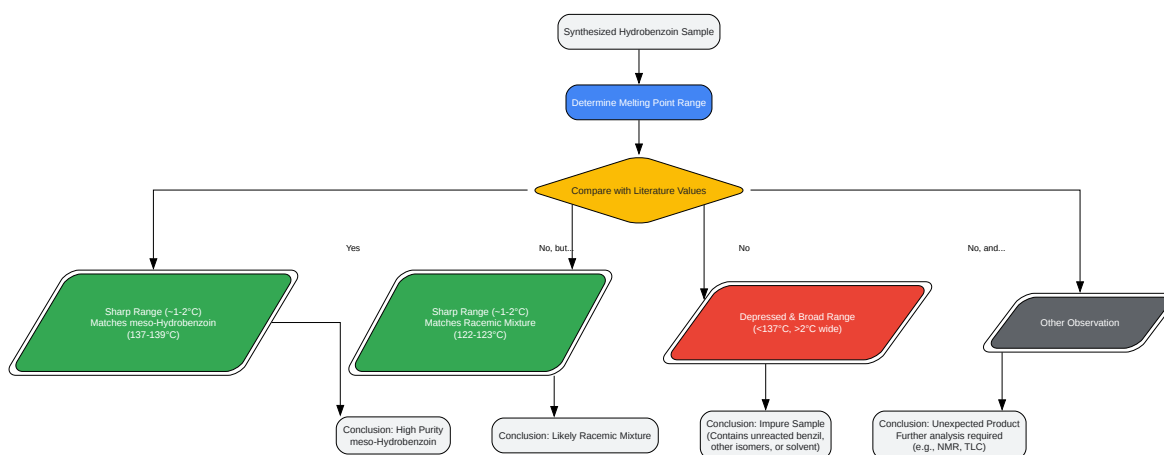 Synthesized Hydrobenzoin Sample
Determine Melting Point Range
Compare with Literature Values
Yes
No, but...
No
No, and...
Sharp Range (~1-2°C)
Matches meso-Hydrobenzoin
(137-139°C)
Sharp Range (~1-2°C)
Matches Racemic Mixture
(122-123°C)
Depressed & Broad Range
(<137°C, >2°C wide)
Other Observation
Conclusion: High Purity
meso-Hydrobenzoin
Conclusion: Likely Racemic Mixture
Conclusion: Impure Sample
(Contains unreacted benzil,
other isomers, or solvent)
Conclusion: Unexpected Product
Further analysis required
(e.g., NMR, TLC)